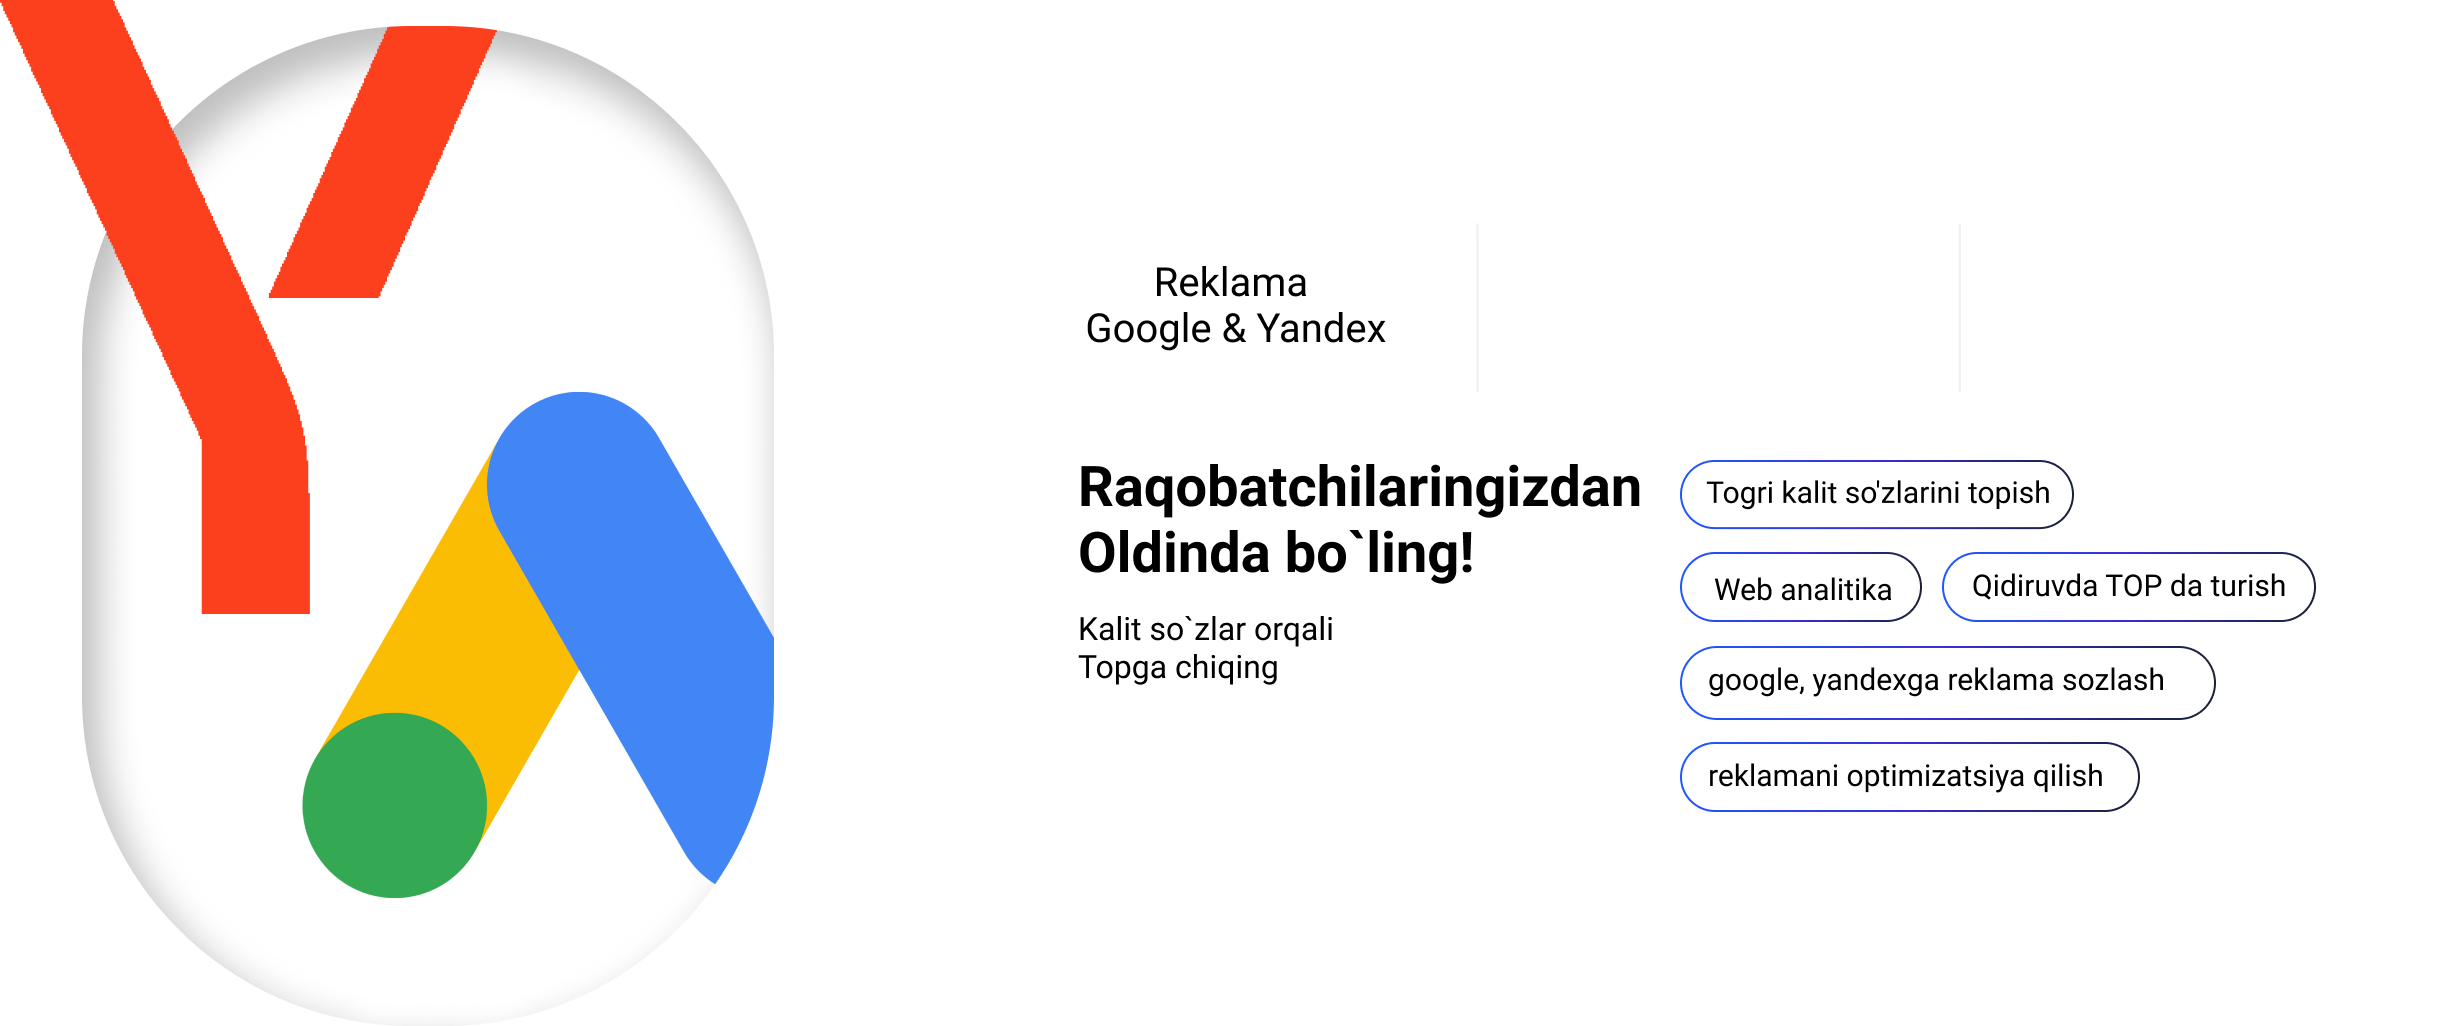 Reklama
Google & Yandex
Raqobatchilaringizdan
Oldinda bo`ling!
Kalit so`zlar orqali
Topga chiqing
Togri kalit so'zlarini topish
Web analitika
Qidiruvda TOP da turish
google, yandexga reklama sozlash
reklamani optimizatsiya qilish